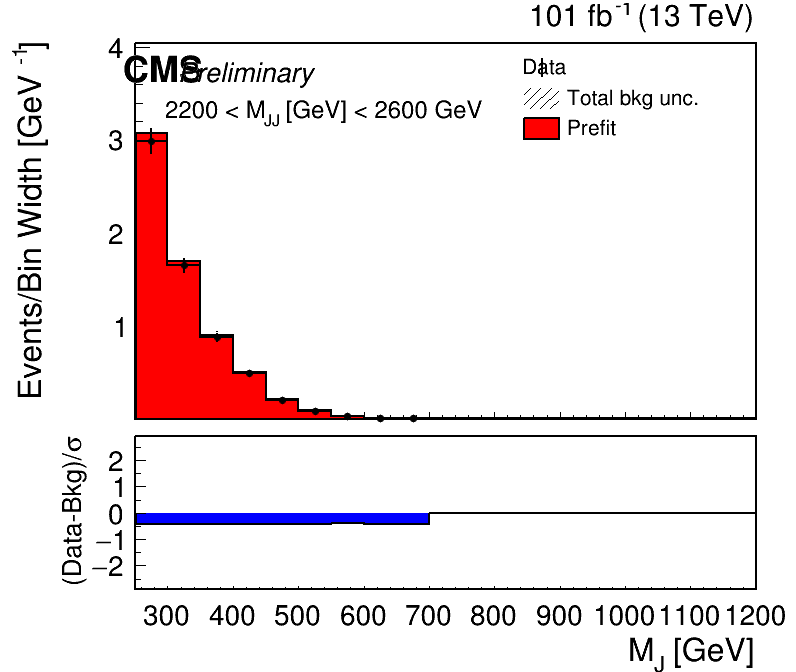 101 fb⁻¹ (13 TeV)
CMS Preliminary
2200 < M_JJ [GeV] < 2600 GeV
Data
Total bkg unc.
Prefit
Events/Bin Width [GeV⁻¹]
4
3
2
1
(Data-Bkg)/σ
2
1
0
−1
−2
300 400 500 600 700 800 900 1000 1100 1200
M_J [GeV]